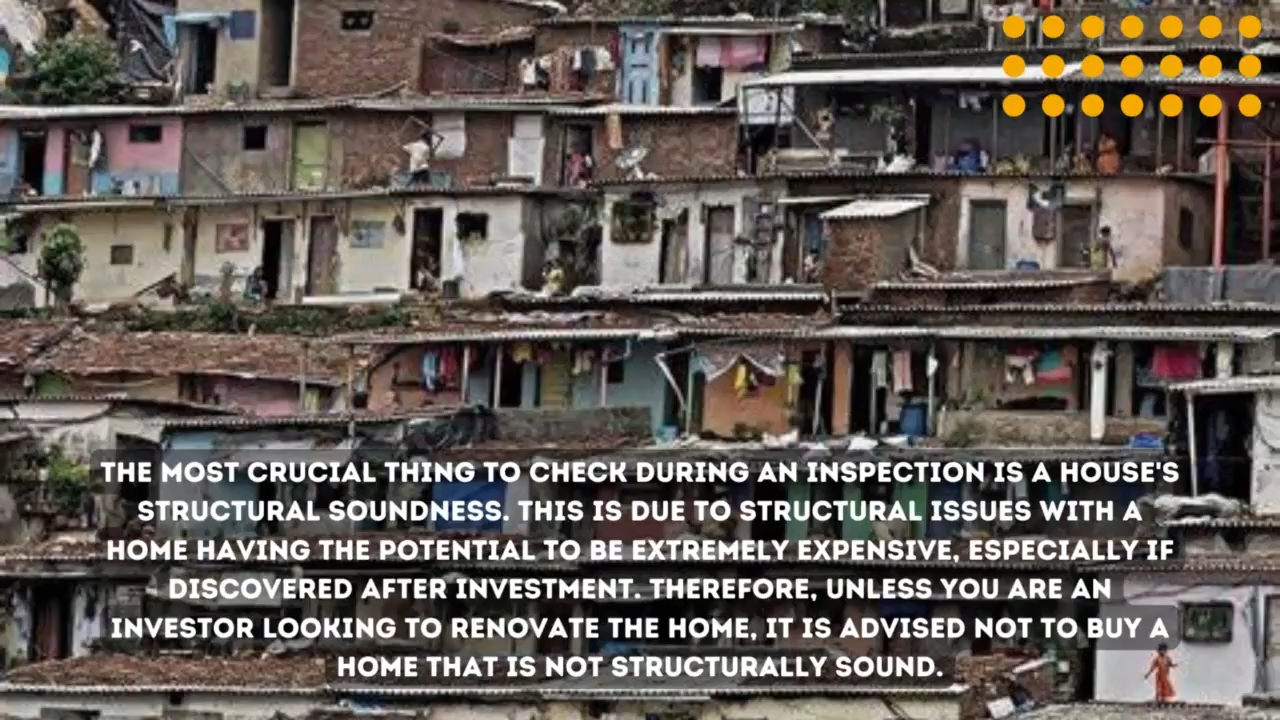 THE MOST CRUCIAL THING TO CHECK DURING AN INSPECTION IS A HOUSE'S
STRUCTURAL SOUNDNESS. THIS IS DUE TO STRUCTURAL ISSUES WITH A
HOME HAVING THE POTENTIAL TO BE EXTREMELY EXPENSIVE, ESPECIALLY IF
DISCOVERED AFTER INVESTMENT. THEREFORE, UNLESS YOU ARE AN
INVESTOR LOOKING TO RENOVATE THE HOME, IT IS ADVISED NOT TO BUY A
HOME THAT IS NOT STRUCTURALLY SOUND.